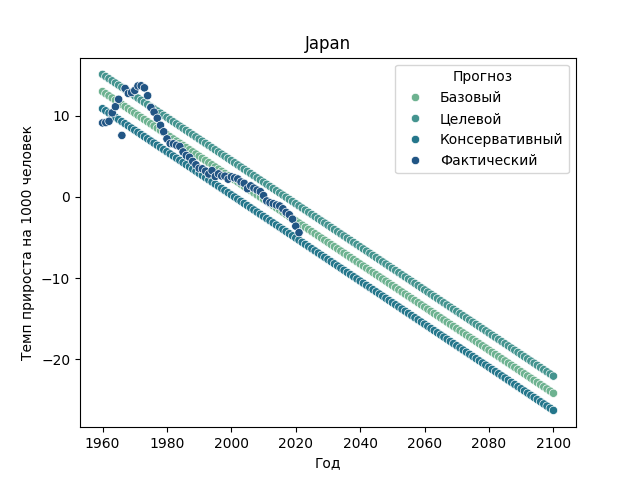 Japan
Прогноз
Базовый
Целевой
Консервативный
Фактический
Темп прироста на 1000 человек
10
0
−10
−20
1960 1980 2000 2020 2040 2060 2080 2100
Год